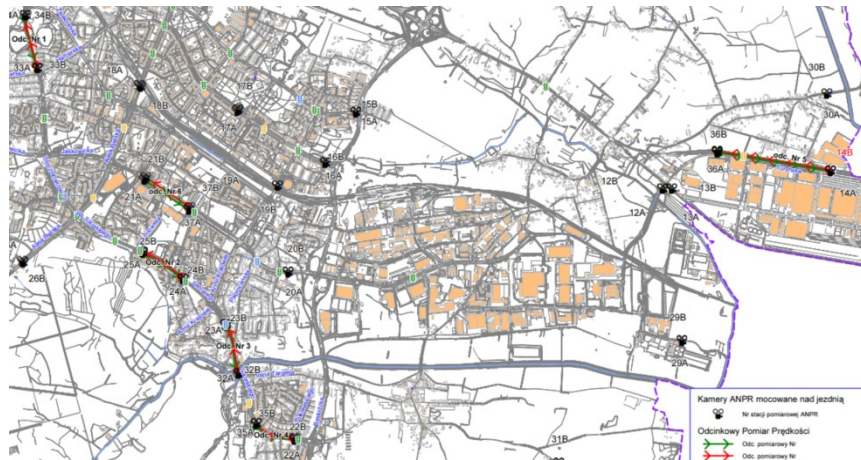 34B
Odc. Nr 1
33A
33B
18A
18B
17B
17A
15B
15A
16B
16A
21B
21A
odc. Nr 6
37B
37A
19A
19B
25B
25A
Odc. Nr 2
24B
24A
20B
20A
26B
23B
23A
Odc. Nr 3
32A
32B
35B
35A
Odc. Nr 4
22B
22A
31B
30B
30A
36B
36A
odc. Nr 5
14B
14A
12B
12A
13B
13A
29B
29A
Kamery ANPR mocowane nad jezdnią
Nr stacji pomiarowej ANPR
Odcinkowy Pomiar Prędkości
Odc. pomiarowy Nr
Odc. pomiarowy Nr